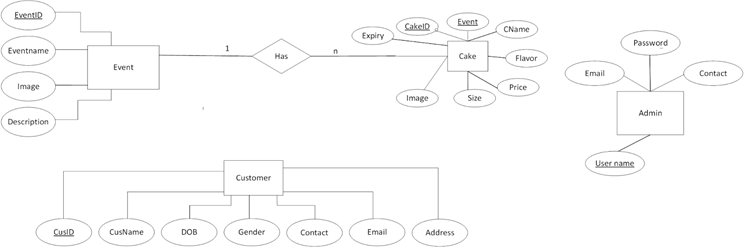 EventID
Eventname
Image
Description
Event
1
Has
n
Expiry
CakeID
Event
CName
Cake
Flavor
Price
Size
Image
Password
Email
Contact
Admin
User name
Customer
CusID
CusName
DOB
Gender
Contact
Email
Address